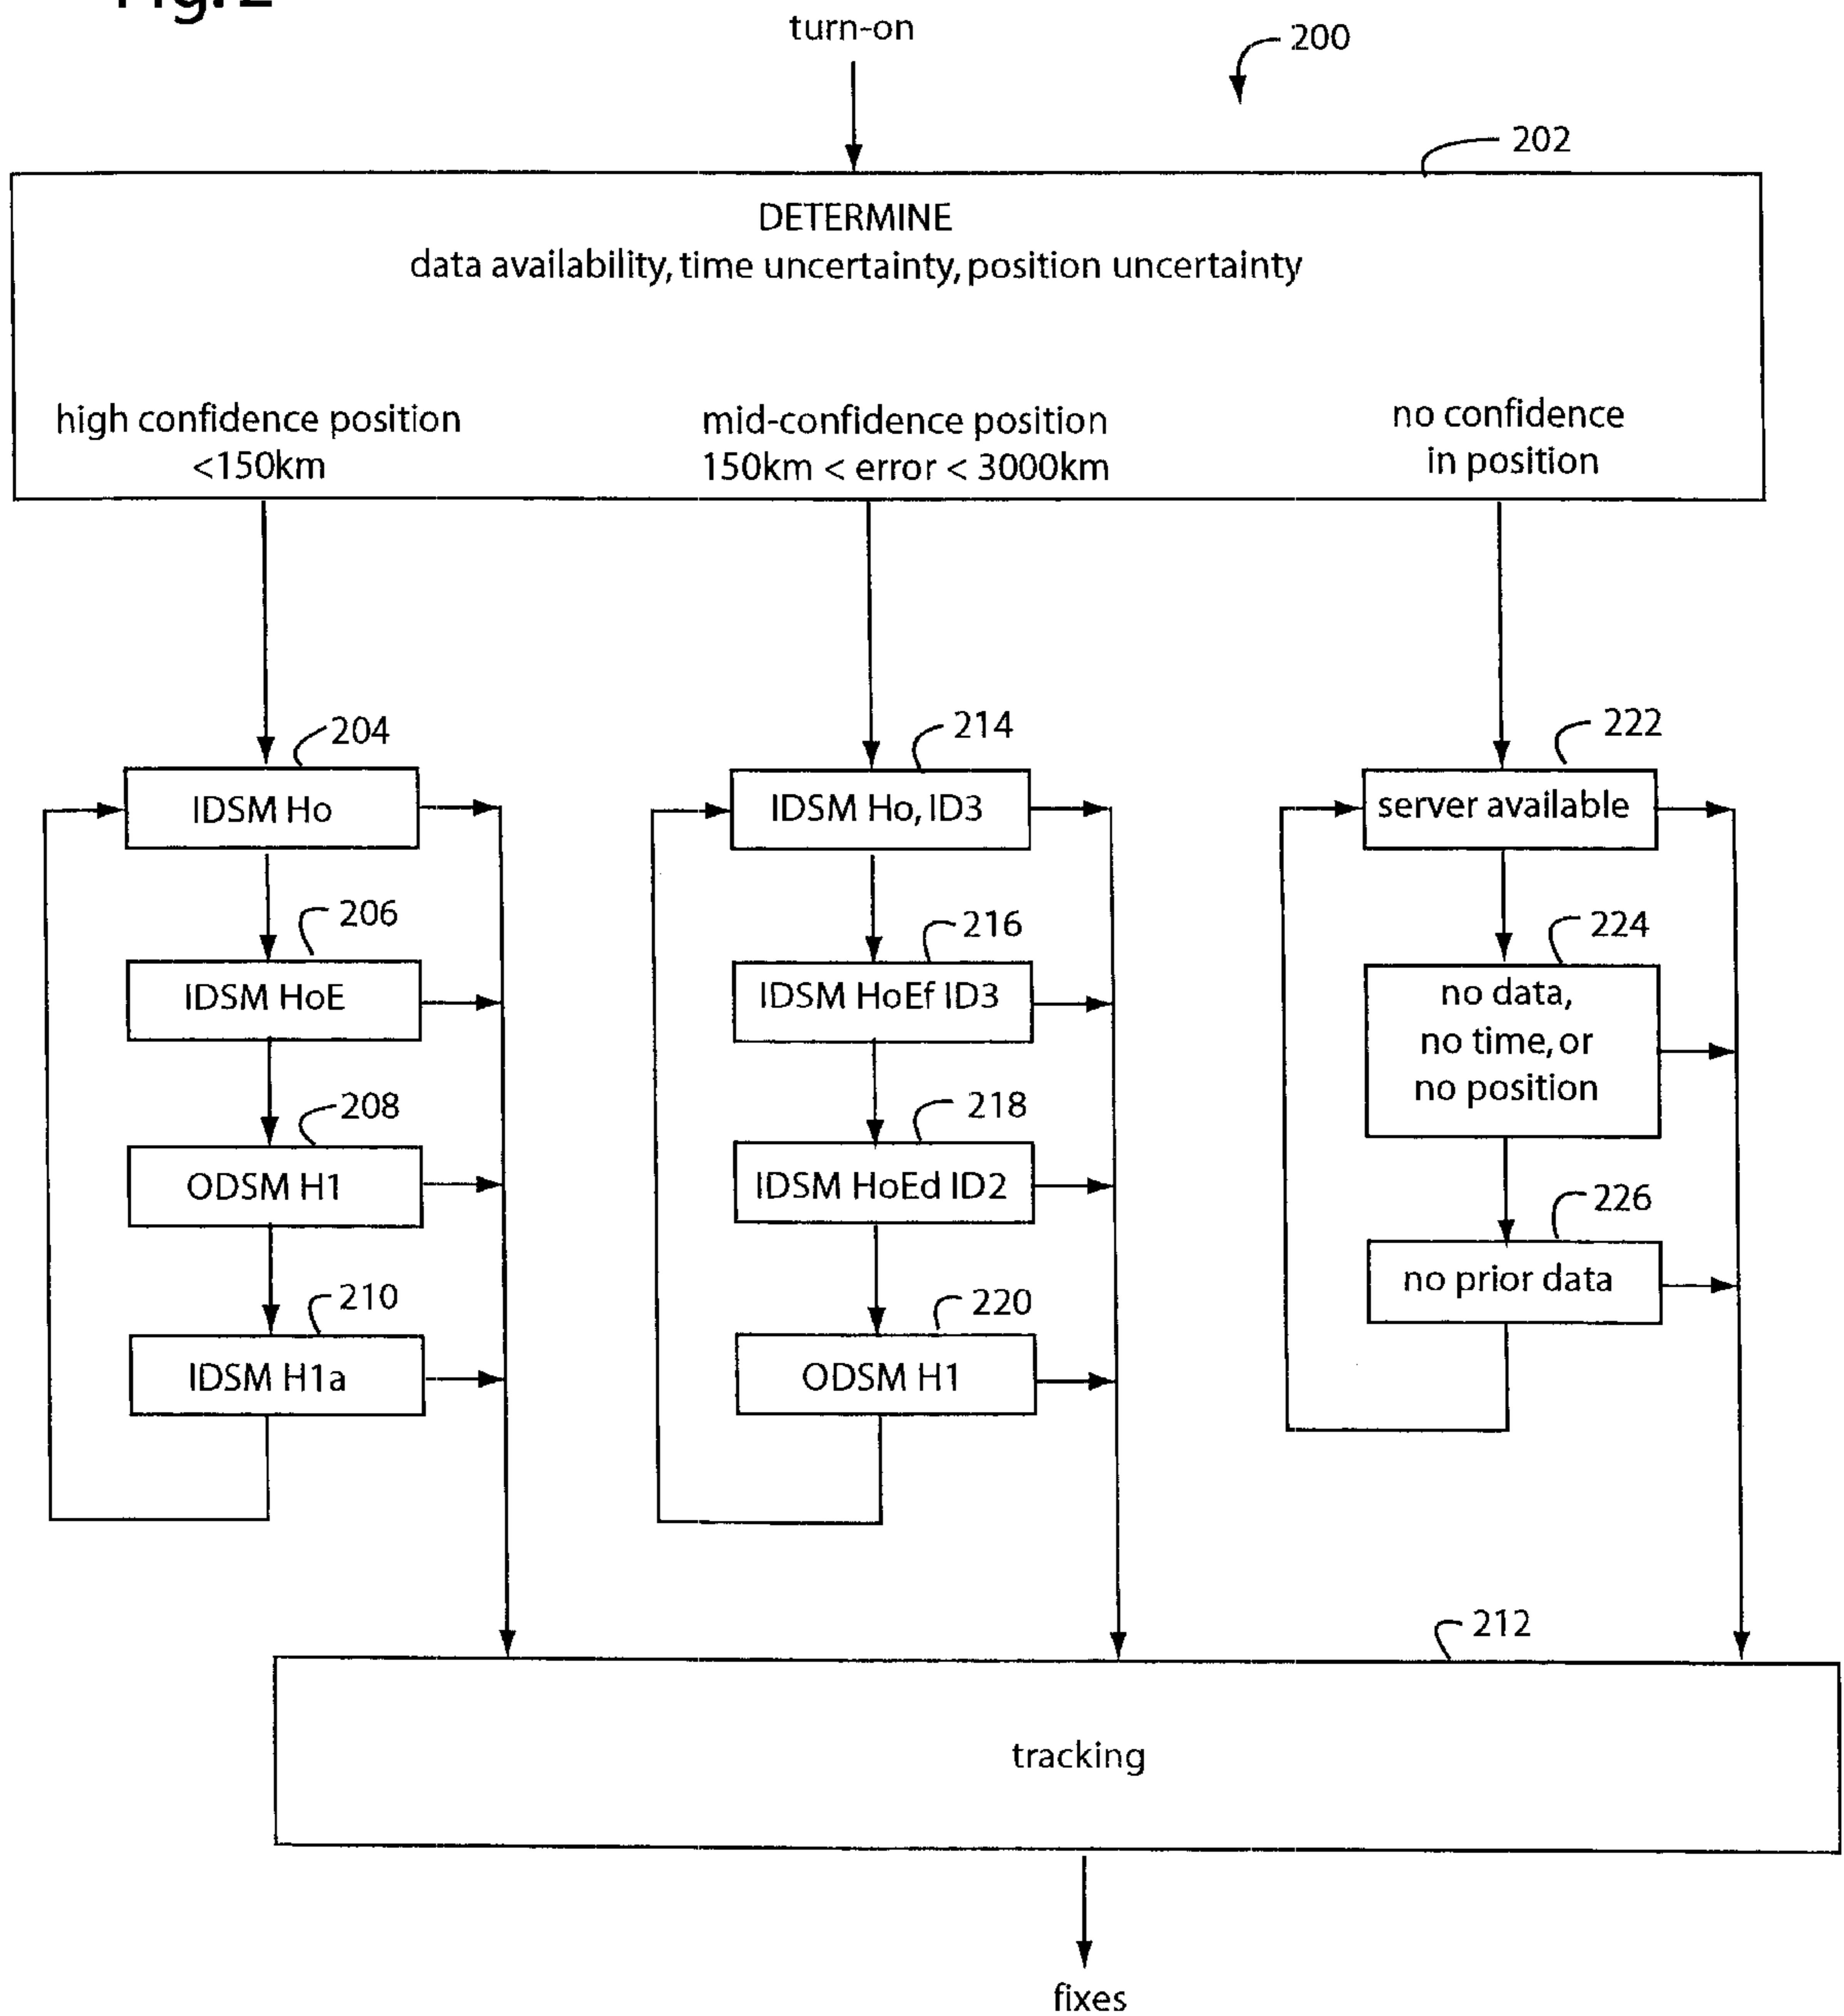 Fig. 2
turn-on
200
202
DETERMINE
data availability, time uncertainty, position uncertainty
high confidence position
<150km
mid-confidence position
150km < error < 3000km
no confidence
in position
204
IDSM Ho
206
IDSM HoE
208
ODSM H1
210
IDSM H1a
214
IDSM Ho, ID3
216
IDSM HoEf ID3
218
IDSM HoEd ID2
220
ODSM H1
222
server available
224
no data,
no time, or
no position
226
no prior data
212
tracking
fixes